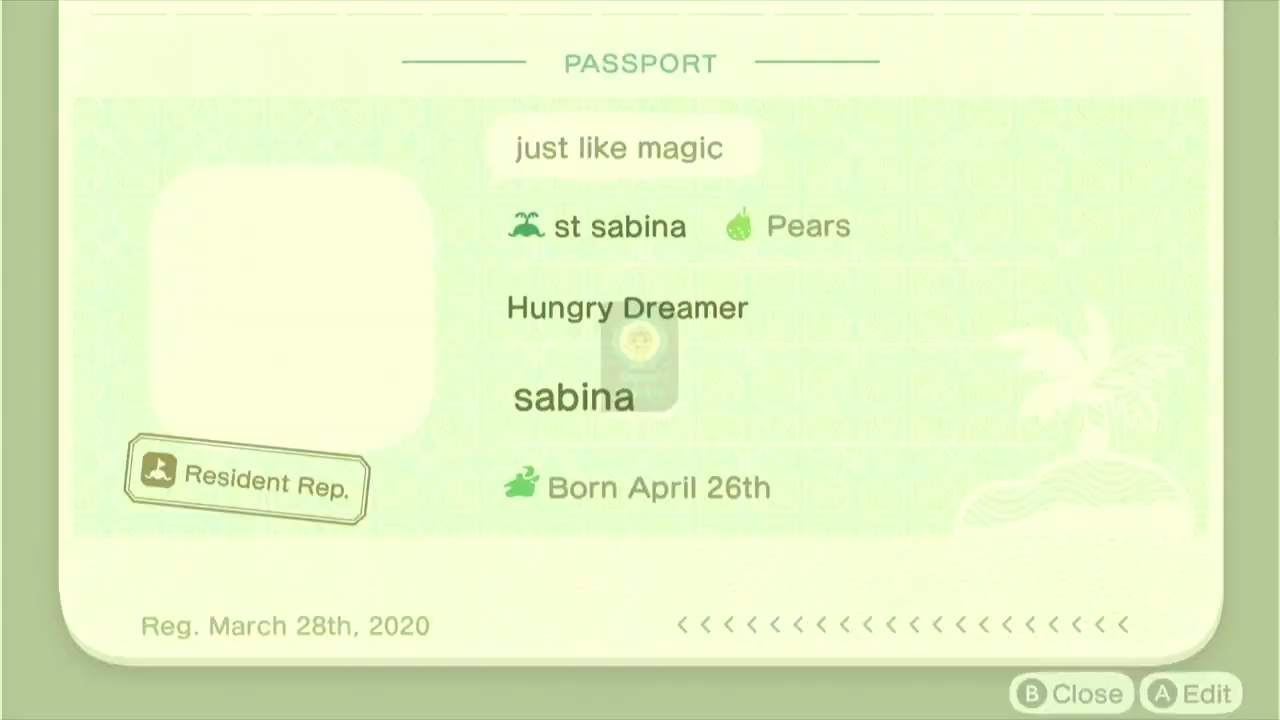 PASSPORT
just like magic
st sabina Pears
Hungry Dreamer
sabina
Born April 26th
Resident Rep.
Reg. March 28th, 2020
B Close A Edit